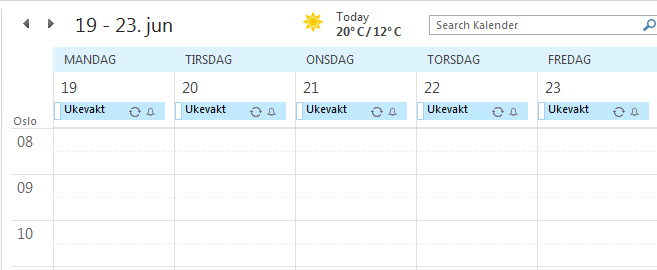 19 - 23. jun
Today
20°C/12°C
Search Kalender
MANDAG TIRSDAG ONSDAG TORSDAG FREDAG
19 20 21 22 23
Ukevakt Ukevakt Ukevakt Ukevakt Ukevakt
Oslo
08
09
10